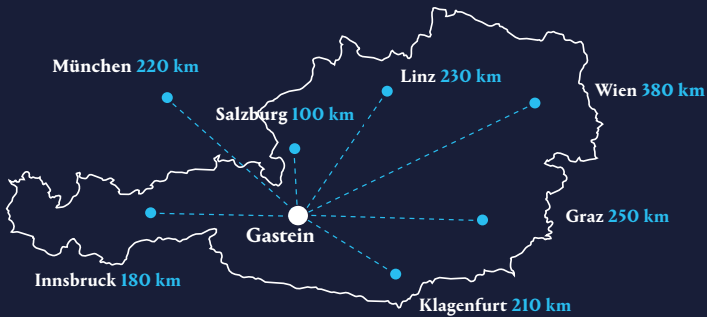 München 220 km
Linz 230 km
Wien 380 km
Salzburg 100 km
Graz 250 km
Gastein
Innsbruck 180 km
Klagenfurt 210 km